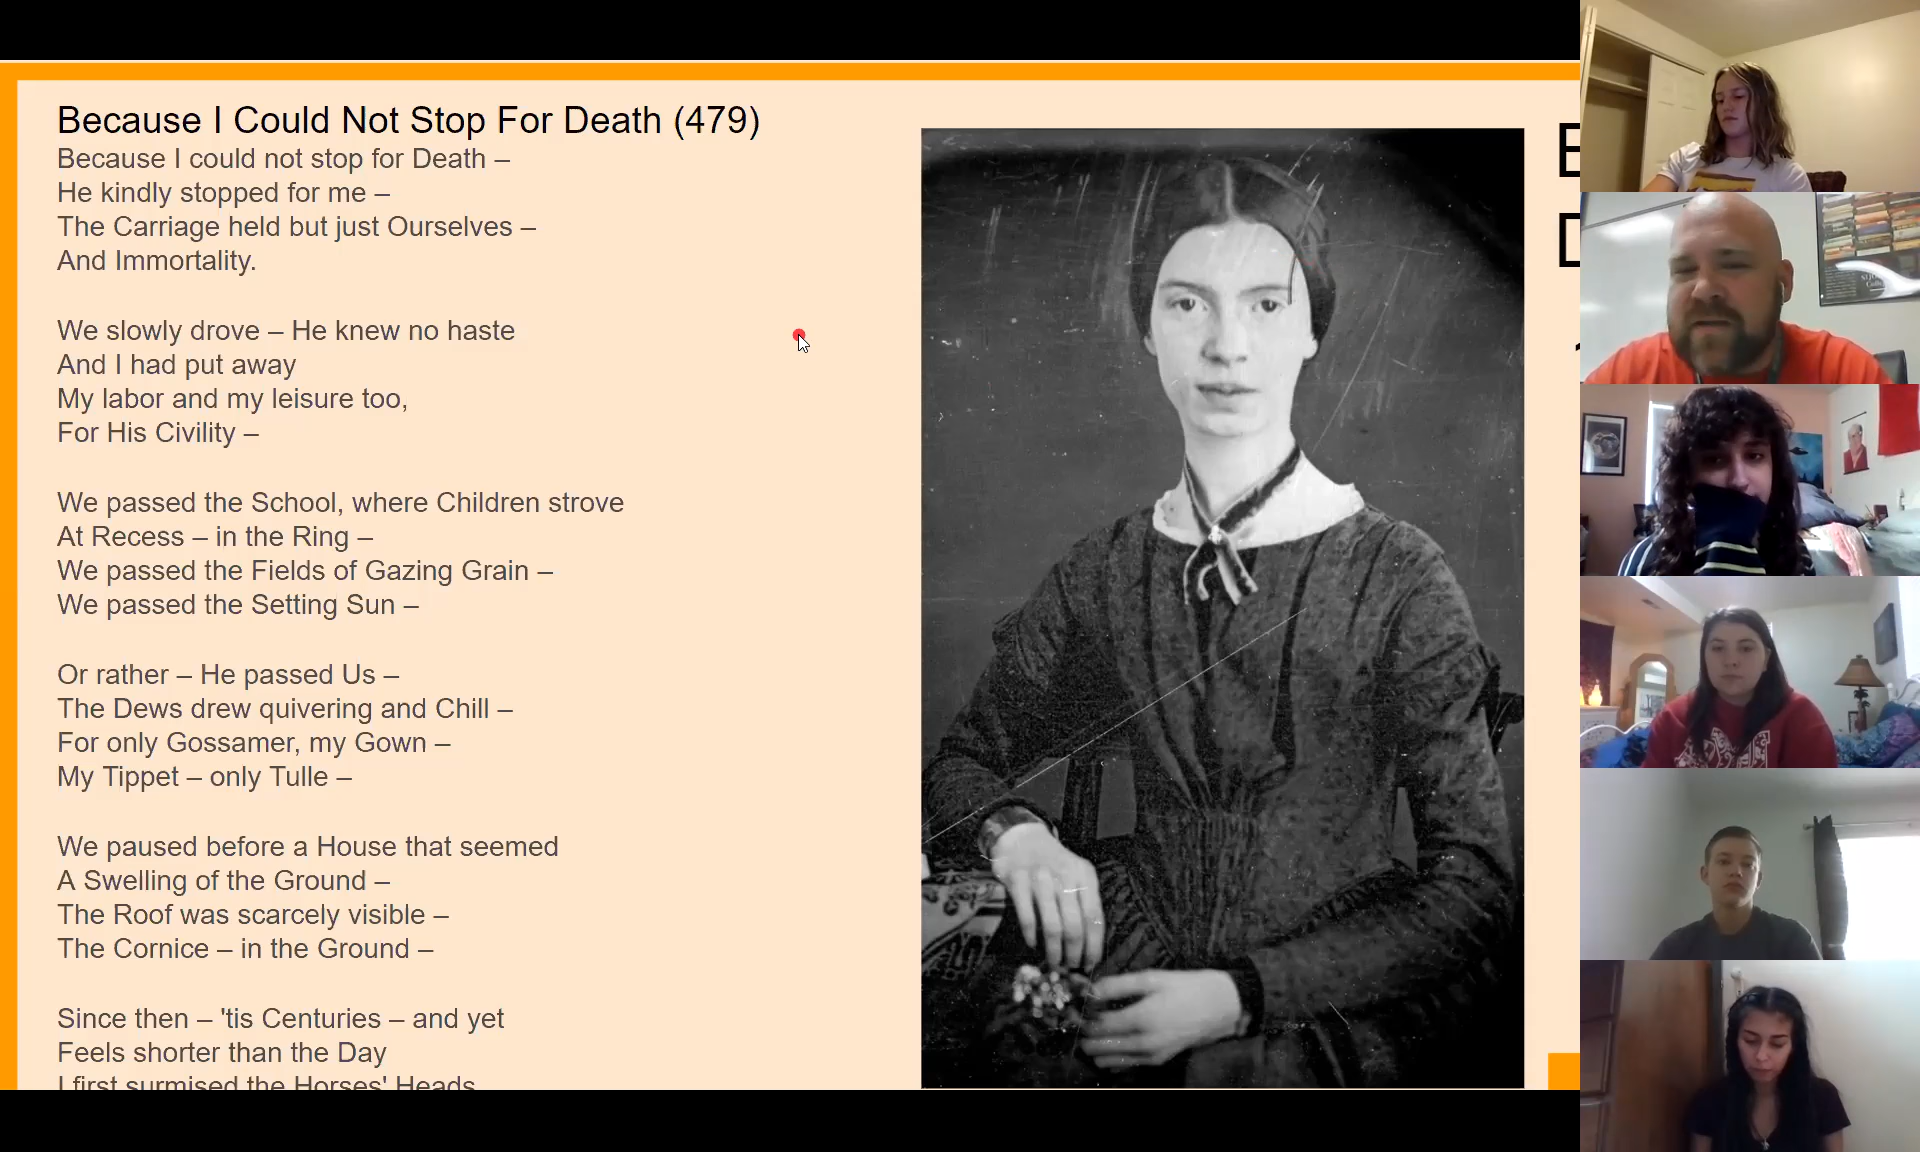 Because I Could Not Stop For Death (479)
Because I could not stop for Death –
He kindly stopped for me –
The Carriage held but just Ourselves –
And Immortality.
We slowly drove – He knew no haste
And I had put away
My labor and my leisure too,
For His Civility –
We passed the School, where Children strove
At Recess – in the Ring –
We passed the Fields of Gazing Grain –
We passed the Setting Sun –
Or rather – He passed Us –
The Dews drew quivering and Chill –
For only Gossamer, my Gown –
My Tippet – only Tulle –
We paused before a House that seemed
A Swelling of the Ground –
The Roof was scarcely visible –
The Cornice – in the Ground –
Since then – 'tis Centuries – and yet
Feels shorter than the Day
I first surmised the Horses' Heads